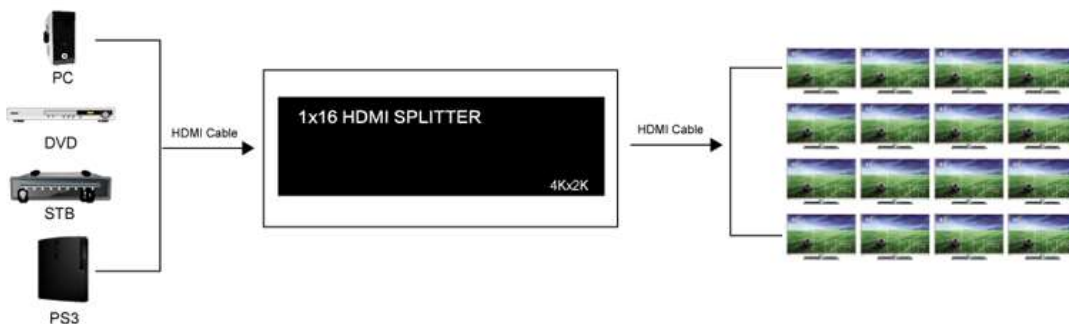 PC
DVD
STB
PS3
HDMI Cable
1x16 HDMI SPLITTER
4Kx2K
HDMI Cable